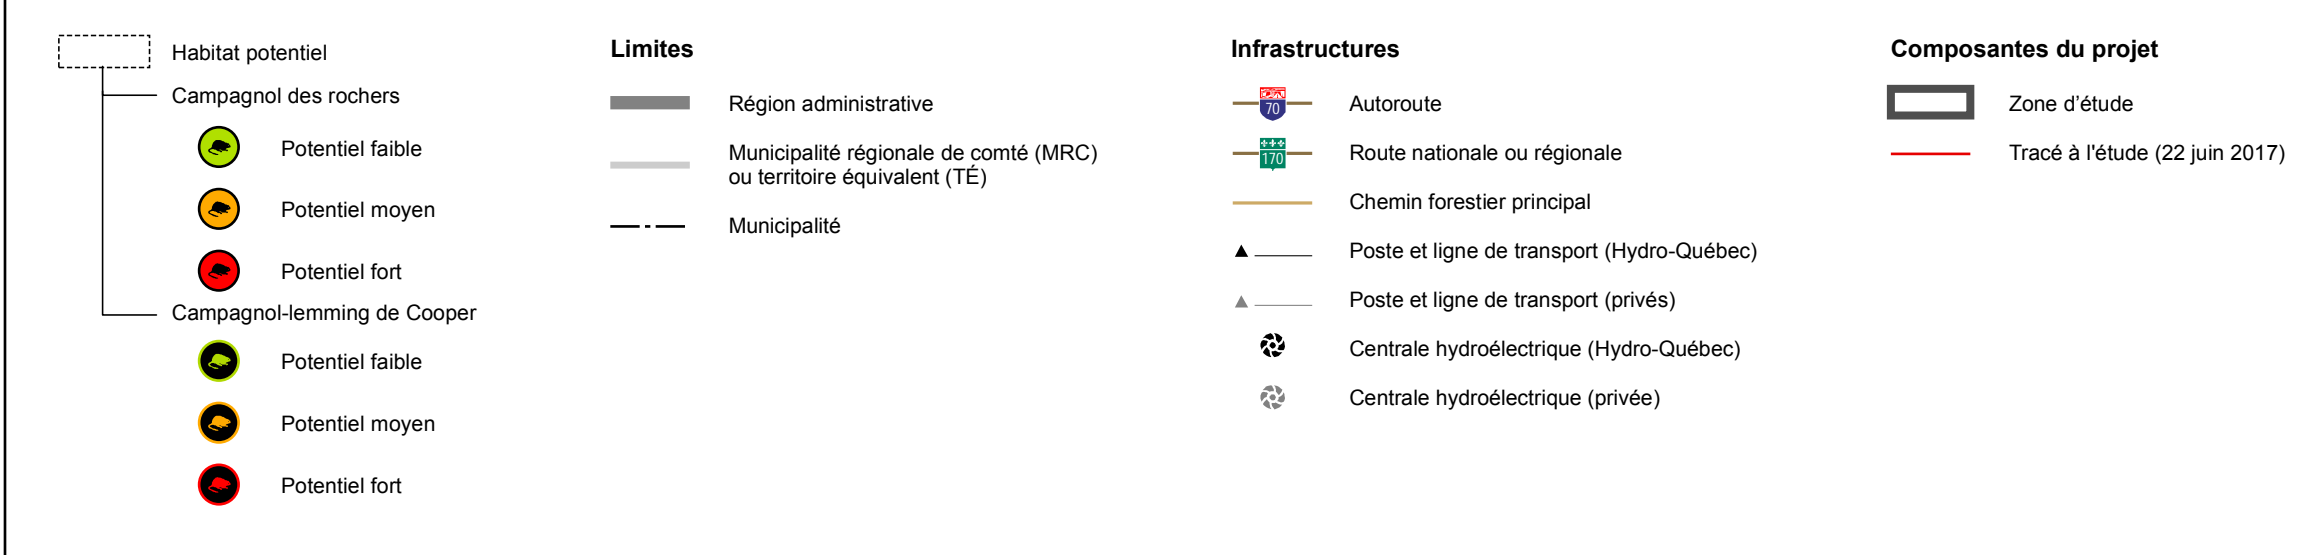 Habitat potentiel
Campagnol des rochers
Potentiel faible
Potentiel moyen
Potentiel fort
Campagnol-lemming de Cooper
Potentiel faible
Potentiel moyen
Potentiel fort
Limites
Région administrative
Municipalité régionale de comté (MRC)
ou territoire équivalent (TÉ)
Municipalité
Infrastructures
70
Autoroute
170
Route nationale ou régionale
Chemin forestier principal
Poste et ligne de transport (Hydro-Québec)
Poste et ligne de transport (privés)
Centrale hydroélectrique (Hydro-Québec)
Centrale hydroélectrique (privée)
Composantes du projet
Zone d’étude
Tracé à l'étude (22 juin 2017)